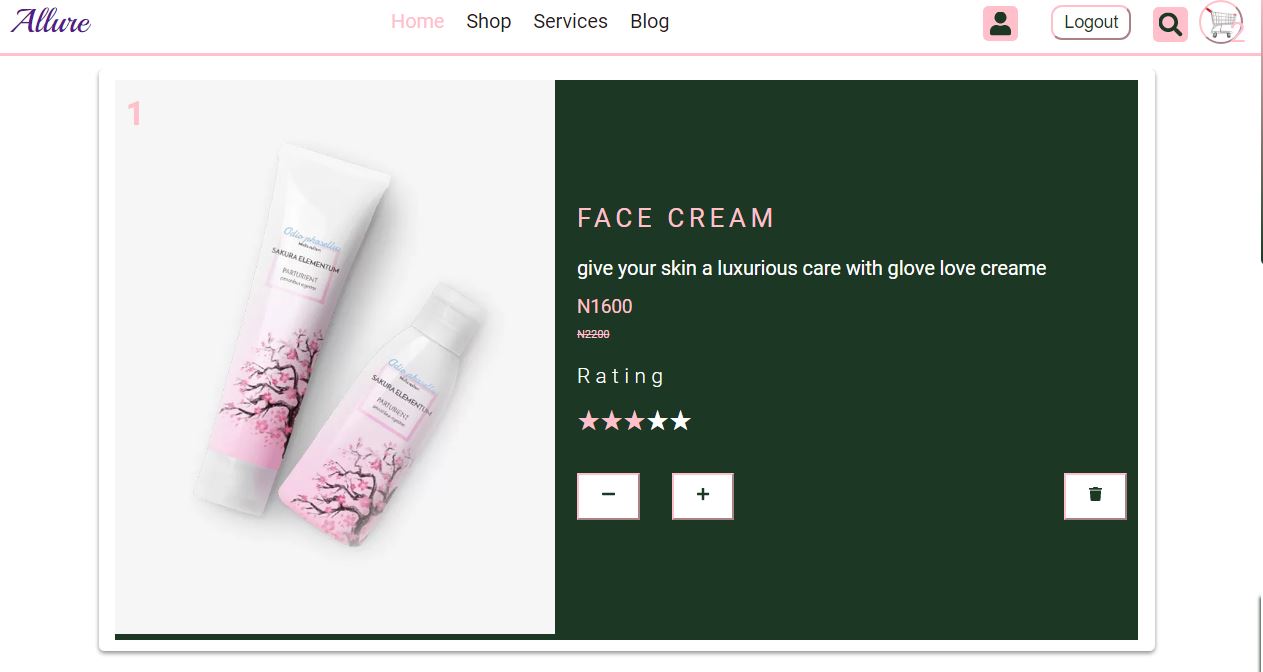 Allure
Home Shop Services Blog
Logout
2
1
FACE CREAM
give your skin a luxurious care with glove love creame
N1600
N2200
Rating
Odio phasellus
SAKURA ELEMENTUM
PARTURIENT
Odio phasellus
SAKURA ELEMENTUM
PARTURIENT